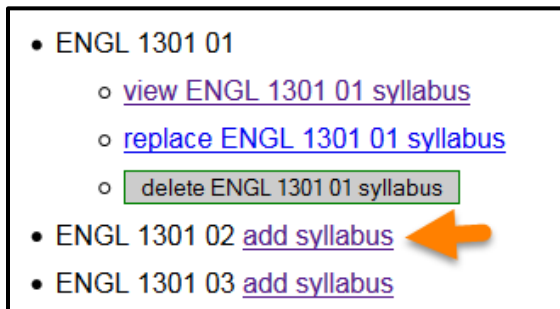 ENGL 1301 01
view ENGL 1301 01 syllabus
replace ENGL 1301 01 syllabus
delete ENGL 1301 01 syllabus
ENGL 1301 02 add syllabus
ENGL 1301 03 add syllabus